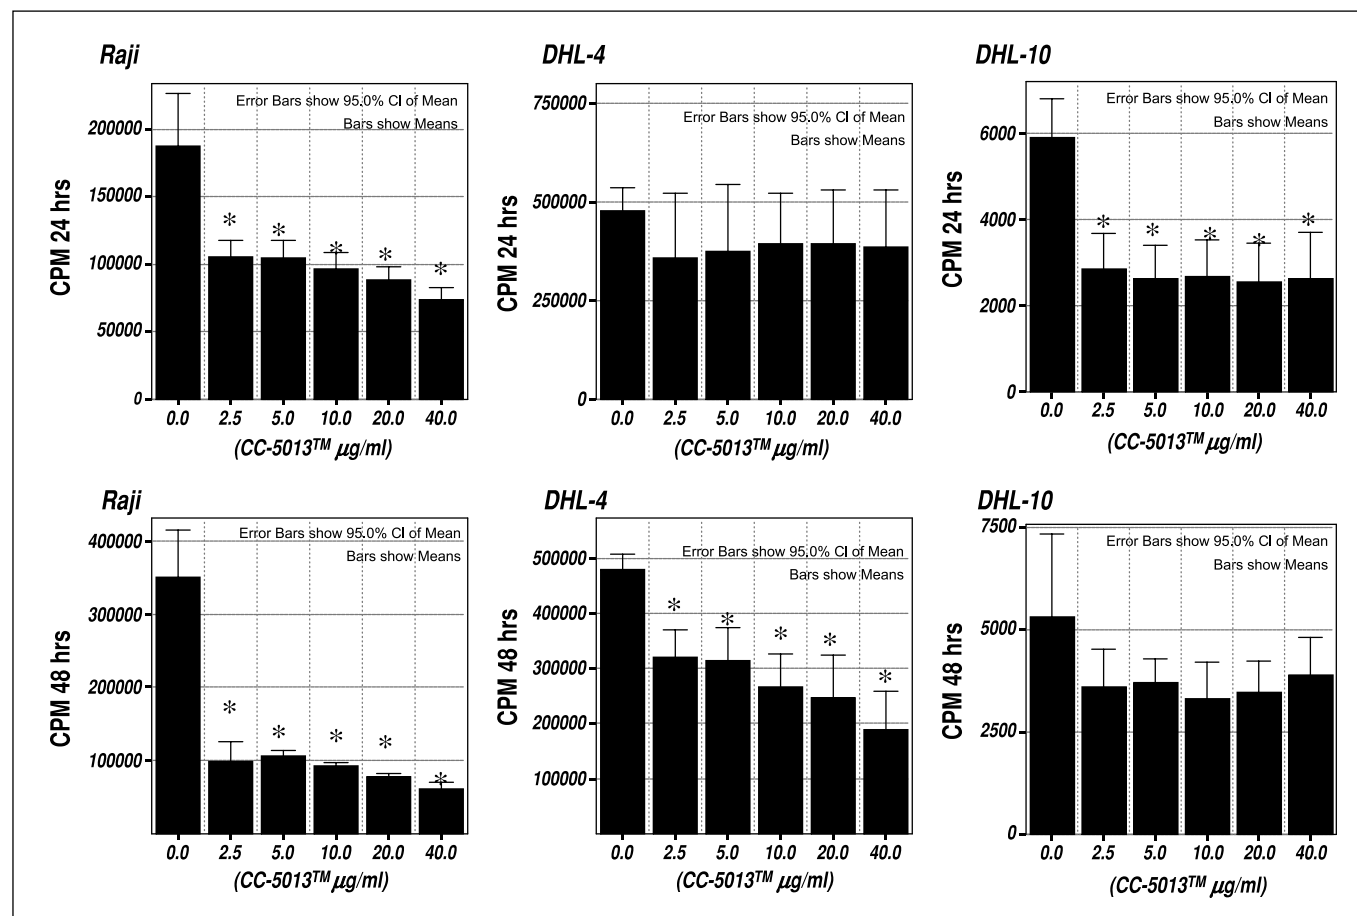 Raji
Error Bars show 95.0% CI of Mean
Bars show Means
CPM 24 hrs
200000
150000
100000
50000
0
* * * * *
0.0 2.5 5.0 10.0 20.0 40.0
(CC-5013™ μg/ml)
DHL-4
Error Bars show 95.0% CI of Mean
Bars show Means
CPM 24 hrs
750000
500000
250000
0
0.0 2.5 5.0 10.0 20.0 40.0
(CC-5013™ μg/ml)
DHL-10
Error Bars show 95.0% CI of Mean
Bars show Means
CPM 24 hrs
6000
4000
2000
0
* * * * *
0.0 2.5 5.0 10.0 20.0 40.0
(CC-5013™ μg/ml)
Raji
Error Bars show 95.0% CI of Mean
Bars show Means
CPM 48 hrs
400000
300000
200000
100000
* * * * *
0.0 2.5 5.0 10.0 20.0 40.0
(CC-5013™ μg/ml)
DHL-4
Error Bars show 95.0% CI of Mean
Bars show Means
CPM 48 hrs
500000
400000
300000
200000
100000
* * * * *
0.0 2.5 5.0 10.0 20.0 40.0
(CC-5013™ μg/ml)
DHL-10
Error Bars show 95.0% CI of Mean
Bars show Means
CPM 48 hrs
7500
5000
2500
0
0.0 2.5 5.0 10.0 20.0 40.0
(CC-5013™ μg/ml)